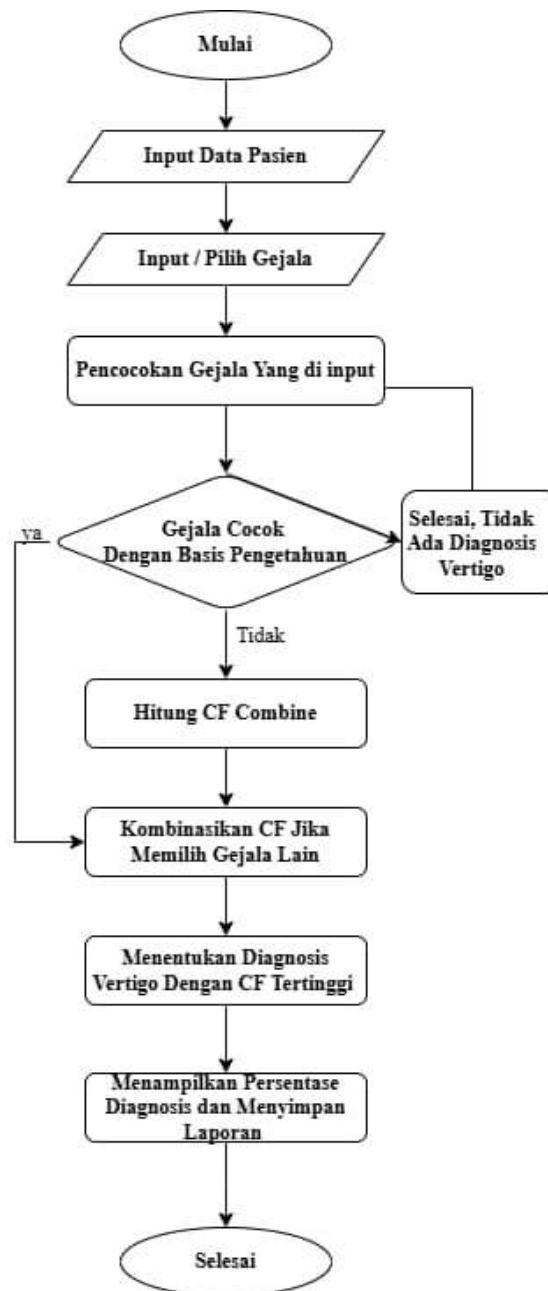 Mulai
Input Data Pasien
Input / Pilih Gejala
Pencocokan Gejala Yang di input
Gejala Cocok
Dengan Basis Pengetahuan
ya
Selesai, Tidak
Ada Diagnosis
Vertigo
Tidak
Hitung CF Combine
Kombinasikan CF Jika
Memilih Gejala Lain
Menentukan Diagnosis
Vertigo Dengan CF Tertinggi
Menampilkan Persentase
Diagnosis dan Menyimpan
Laporan
Selesai